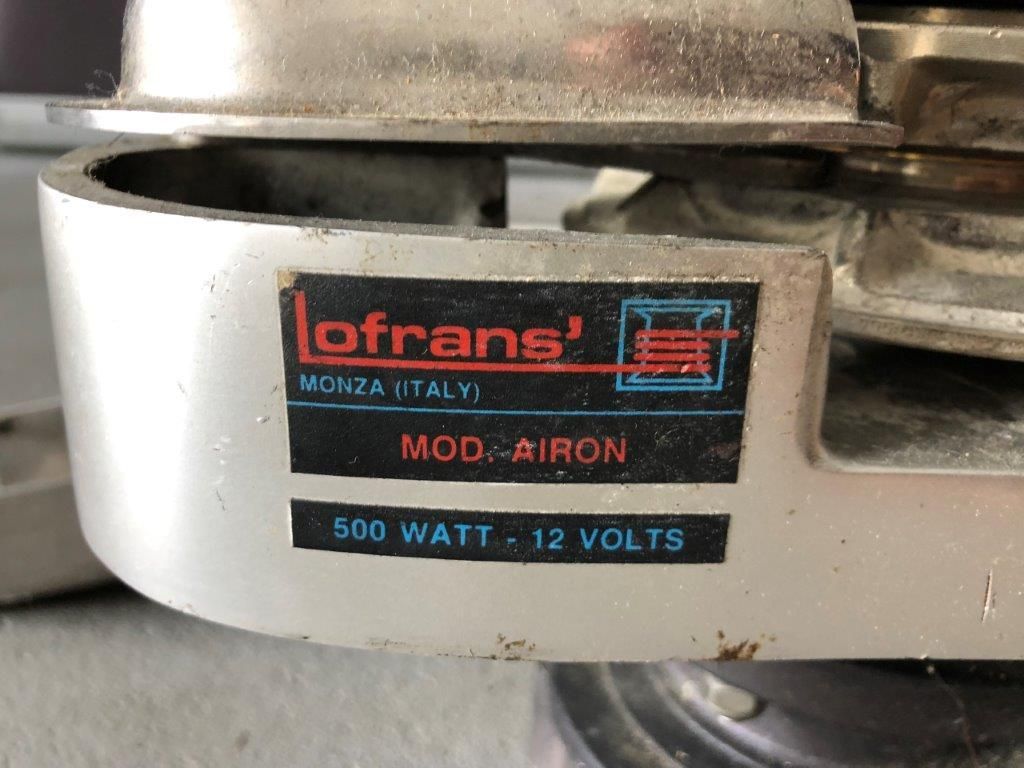 Lofrans'
MONZA (ITALY)
MOD. AIRON
500 WATT - 12 VOLTS